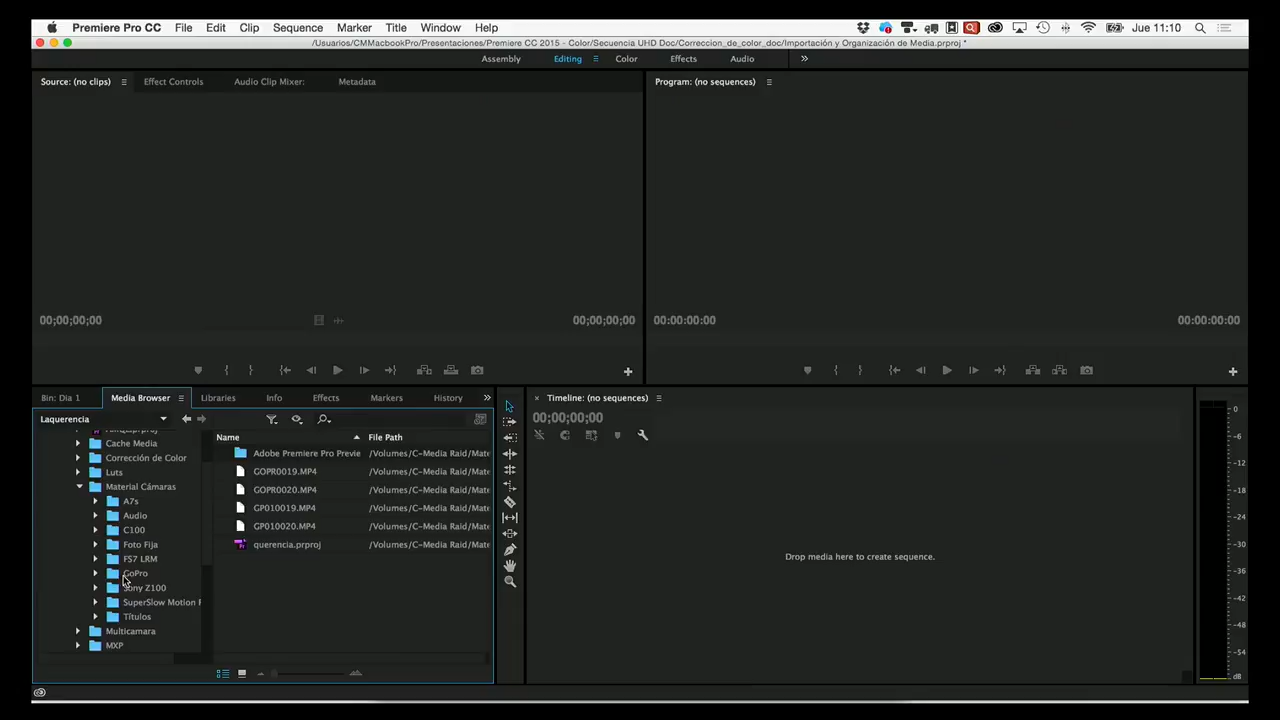 Premiere Pro CC File Edit Clip Sequence Marker Title Window Help Jue 11:10
/Usuarios/CMMacbookPro/Presentaciones/Premiere CC 2015 - Color/Secuencia UHD Doc/Correccion_de_color_doc/Importación y Organización de Media.prproj *
Assembly Editing Color Effects Audio
Source: (no clips) Effect Controls Audio Clip Mixer: Metadata
Program: (no sequences)
00;00;00;00 00;00;00;00
00:00:00:00 00:00:00:00
Bin: Dia 1 Media Browser Libraries Info Effects Markers History
Timeline: (no sequences)
Laquerencia
00;00;00;00
Name File Path
Cache Media
Corrección de Color
Luts
Material Cámaras
A7s
Audio
C100
Foto Fija
FS7 LRM
GoPro
Sony Z100
SuperSlow Motion F
Títulos
Multicamara
MXP
Adobe Premiere Pro Previe /Volumes/C-Media Raid/Mate
GOPR0019.MP4 /Volumes/C-Media Raid/Mate
GOPR0020.MP4 /Volumes/C-Media Raid/Mate
GP010019.MP4 /Volumes/C-Media Raid/Mate
GP010020.MP4 /Volumes/C-Media Raid/Mate
querencia.prproj /Volumes/C-Media Raid/Mate
Drop media here to create sequence.
0
-6
-12
-18
-24
-30
-36
-42
-48
-54
dB